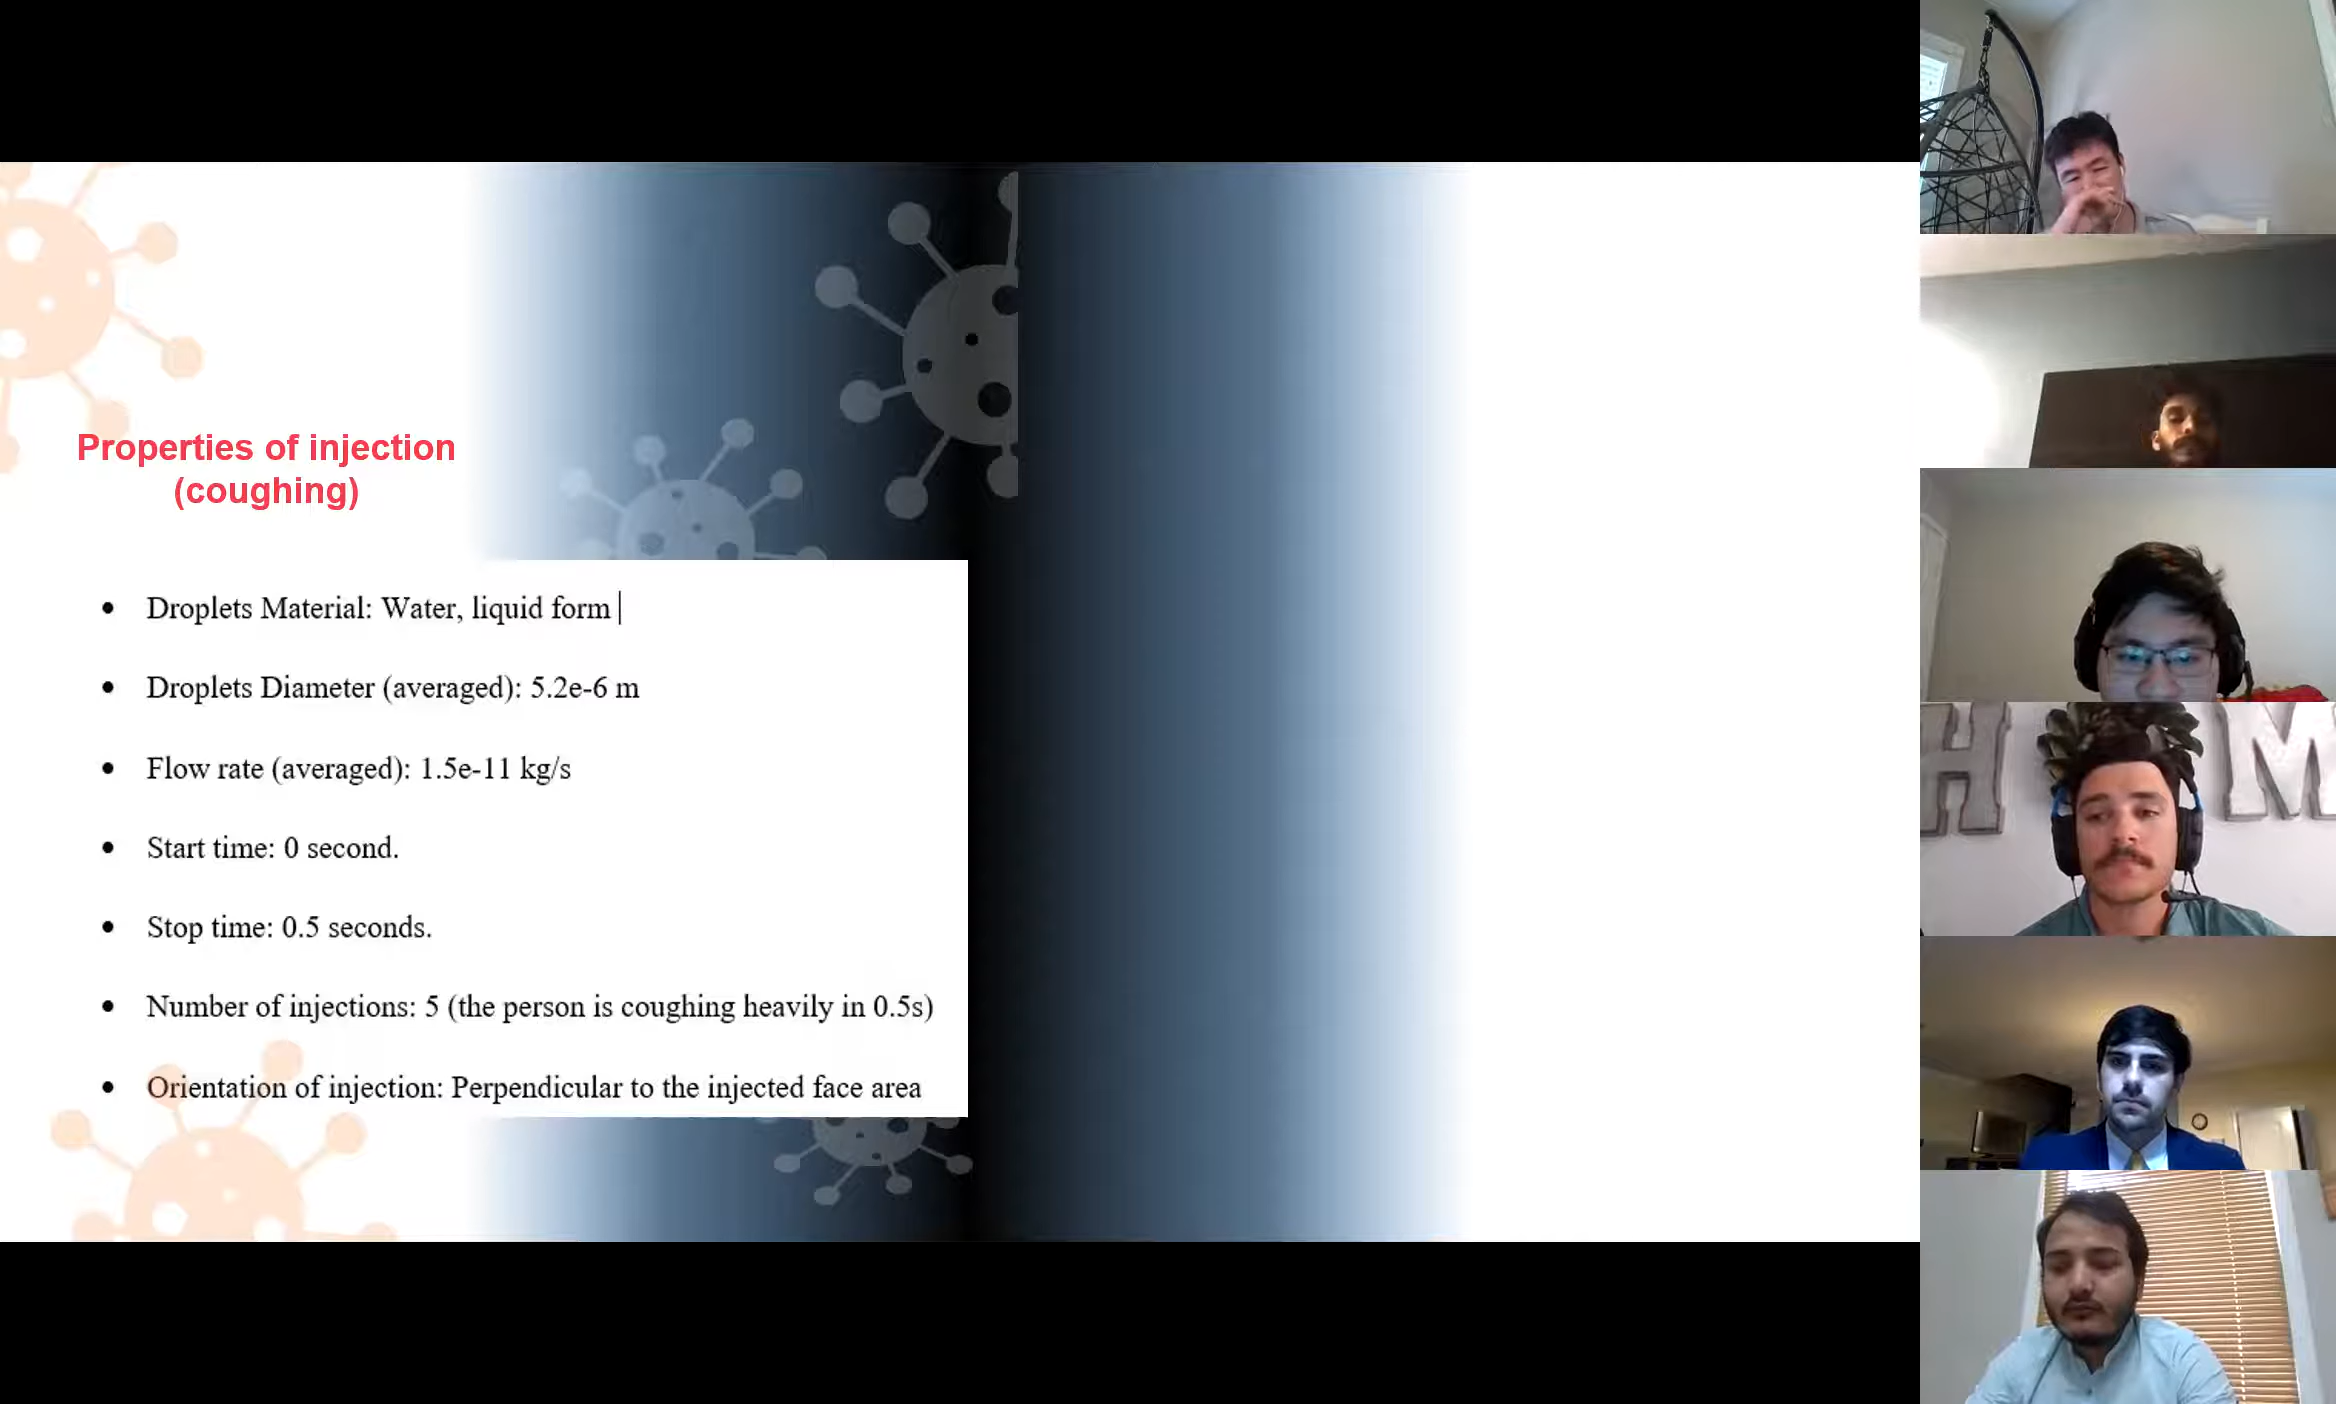 Properties of injection
(coughing)
• Droplets Material: Water, liquid form
• Droplets Diameter (averaged): 5.2e-6 m
• Flow rate (averaged): 1.5e-11 kg/s
• Start time: 0 second.
• Stop time: 0.5 seconds.
• Number of injections: 5 (the person is coughing heavily in 0.5s)
• Orientation of injection: Perpendicular to the injected face area
H M